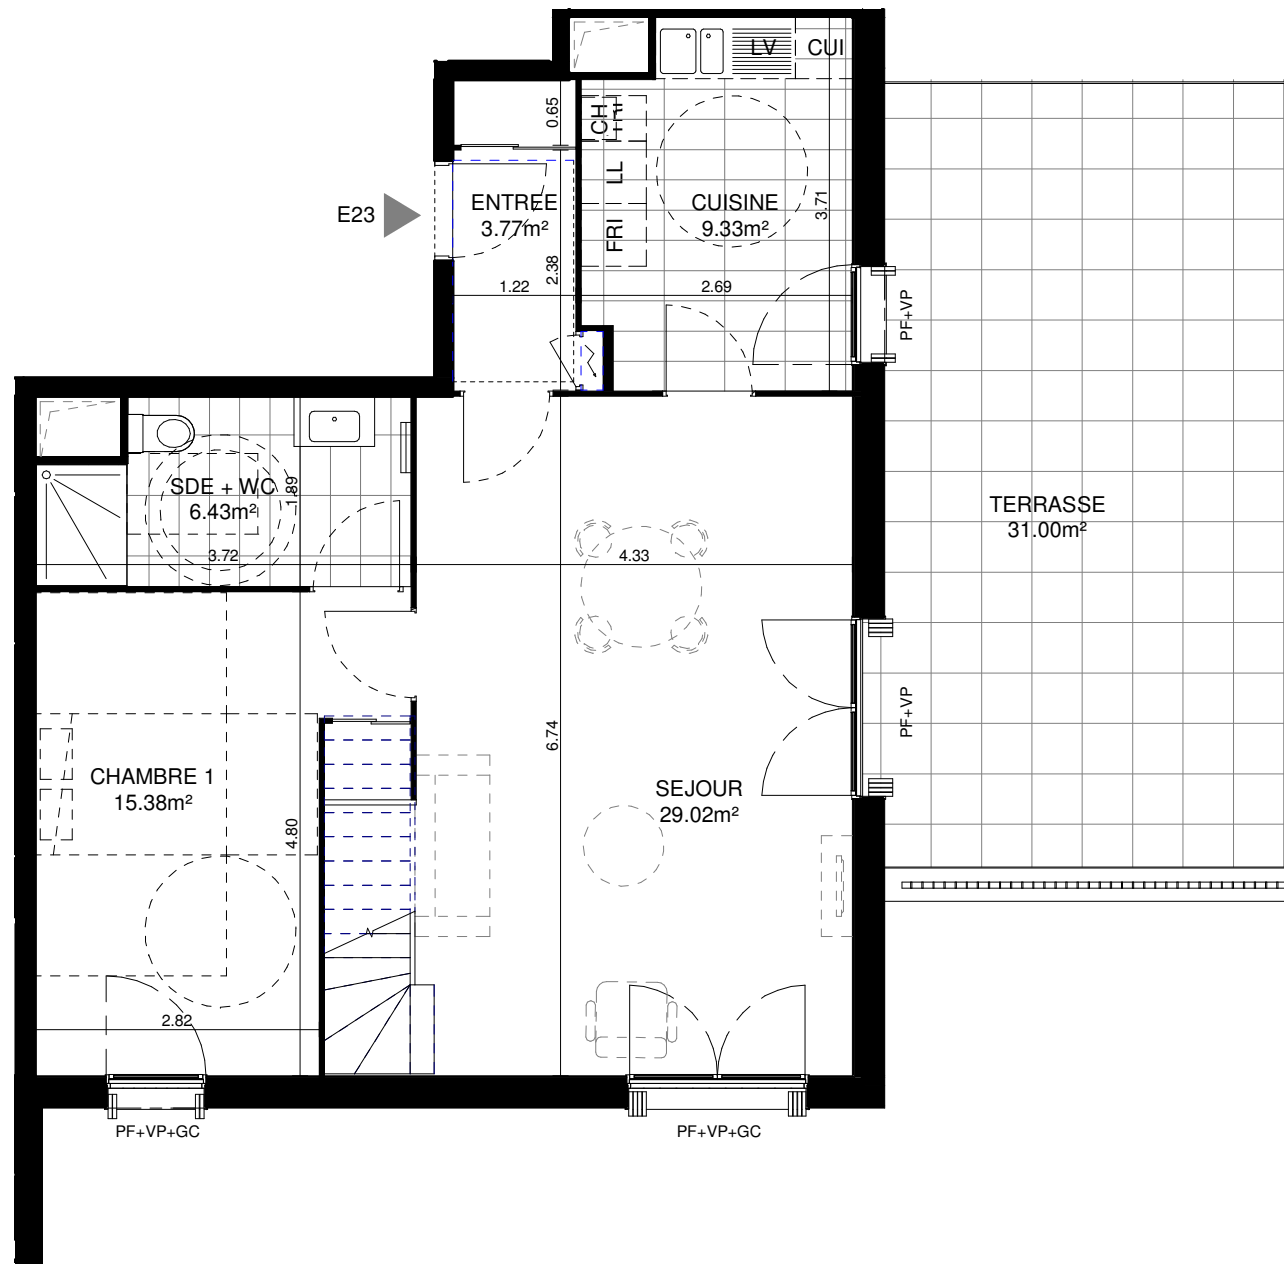 LV
CUI
0.65
CH
TRI
LL
FRI
E23
ENTREE
3.77m²
CUISINE
9.33m²
3.71
2.38
1.22
2.69
PF+VP
SDE + WC
6.43m²
1.89
3.72
4.33
TERRASSE
31.00m²
PF+VP
6.74
CHAMBRE 1
15.38m²
SEJOUR
29.02m²
4.80
2.82
PF+VP+GC
PF+VP+GC